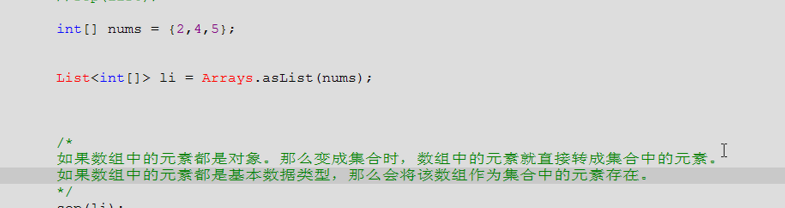 int[] nums = {2,4,5};
List<int[]> li = Arrays.asList(nums);
/*
如果数组中的元素都是对象。那么变成集合时，数组中的元素就直接转成集合中的元素。
如果数组中的元素都是基本数据类型，那么会将该数组作为集合中的元素存在。
*/
sop(li);